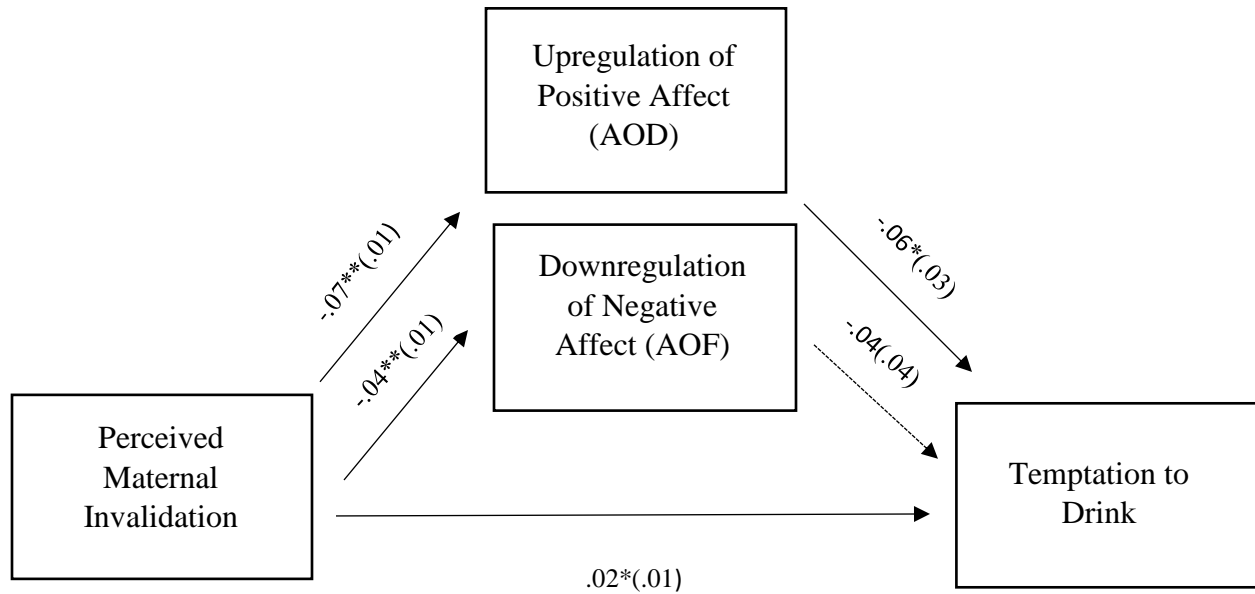 Upregulation of
Positive Affect
(AOD)
-.07**(.01)
-.06*(.03)
Downregulation
of Negative
Affect (AOF)
-.04**(.01)
-.04(.04)
Perceived
Maternal
Invalidation
Temptation to
Drink
.02*(.01)